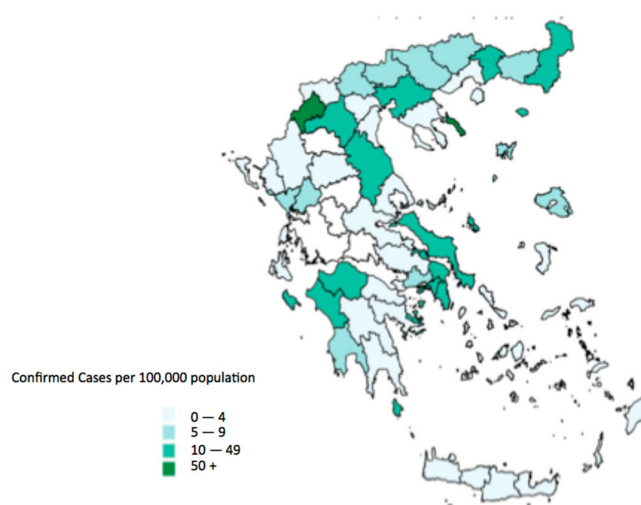 Confirmed Cases per 100,000 population
0 — 4
5 — 9
10 — 49
50 +